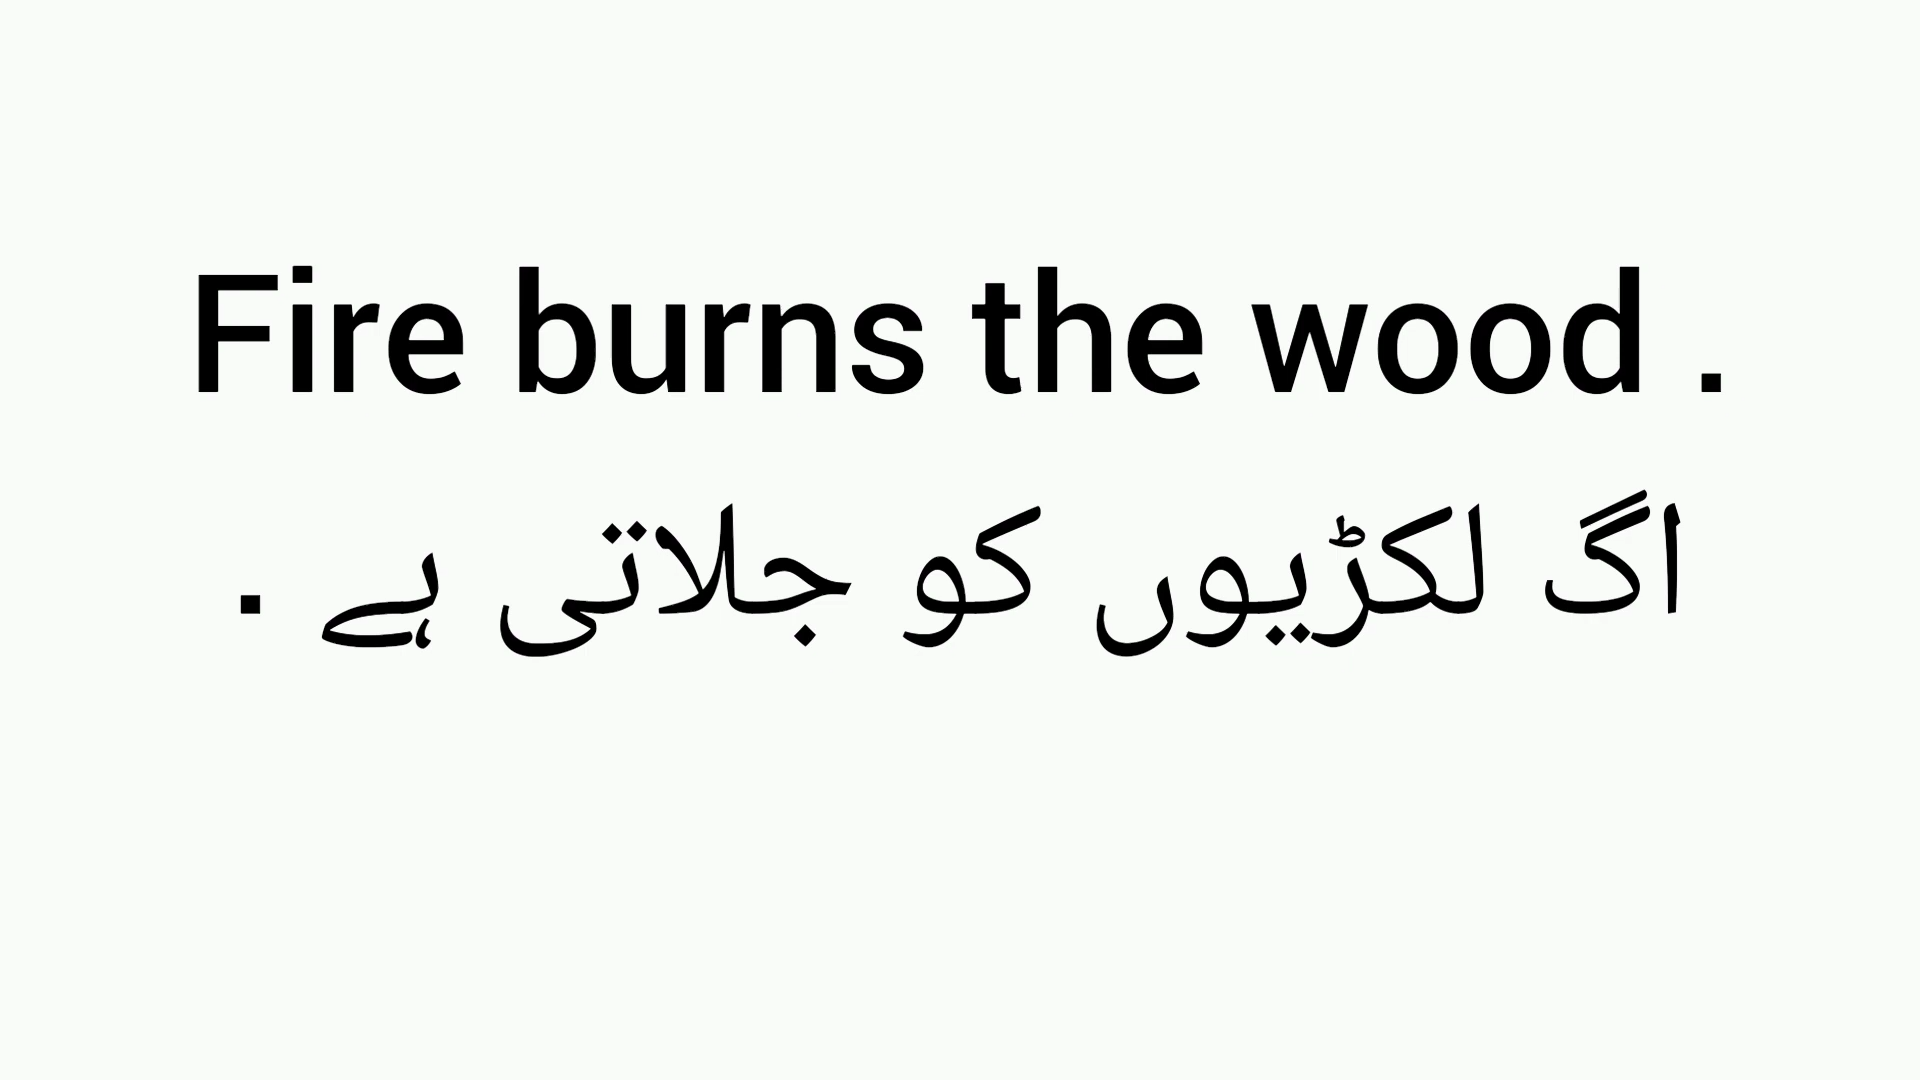 Fire burns the wood .
اگ لکڑیوں کو جلاتی ہے .